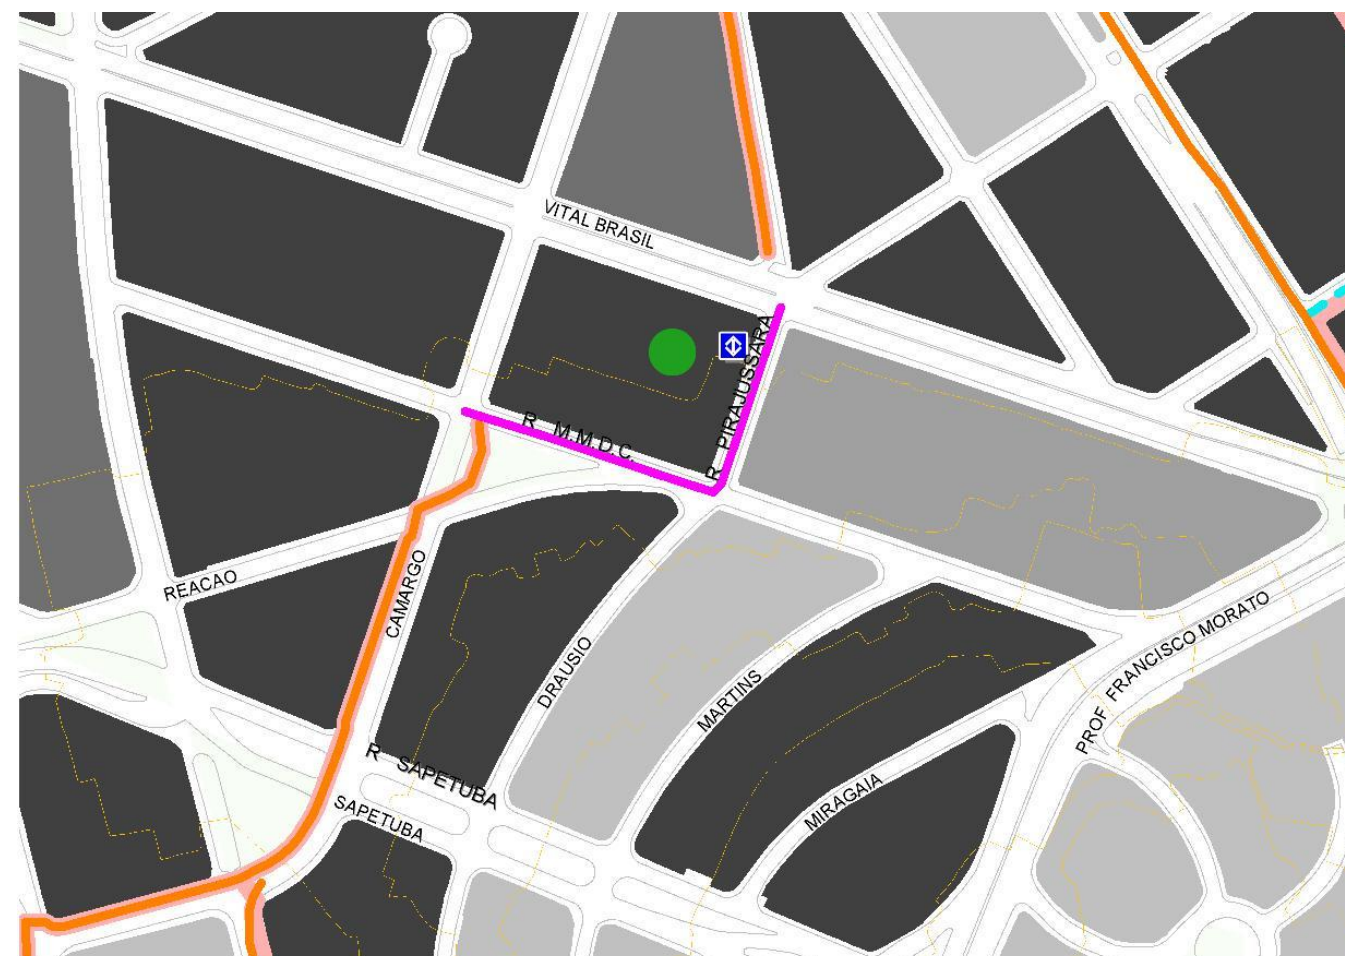 VITAL BRASIL
R PIRAJUSSARA
R M.M.D.C.
REACAO
CAMARGO
DRAUSIO
MARTINS
PROF FRANCISCO MORATO
R SAPETUBA
SAPETUBA
MIRAGAIA